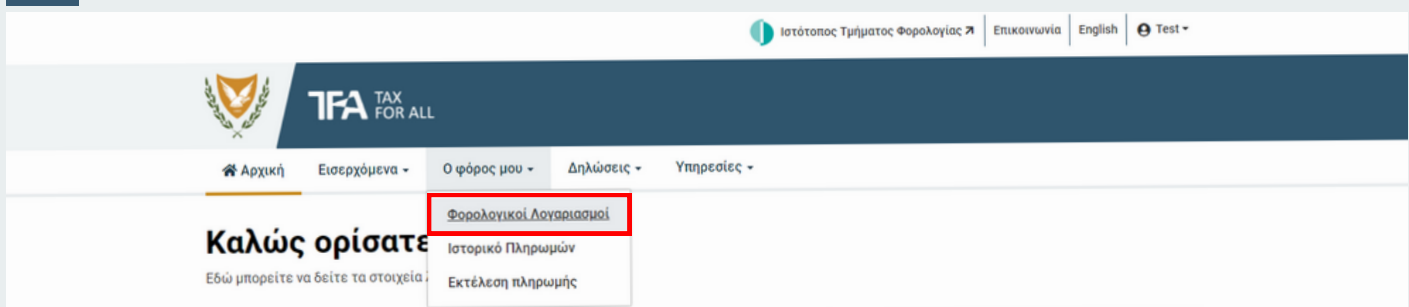 Ιστότοπος Τμήματος Φορολογίας Επικοινωνία English Test
TFA TAX FOR ALL
Αρχική Εισερχόμενα Ο φόρος μου Δηλώσεις Υπηρεσίες
Φορολογικοί Λογαριασμοί
Καλώς ορίσατε
Ιστορικό Πληρωμών
Εδώ μπορείτε να δείτε τα στοιχεία
Εκτέλεση πληρωμής